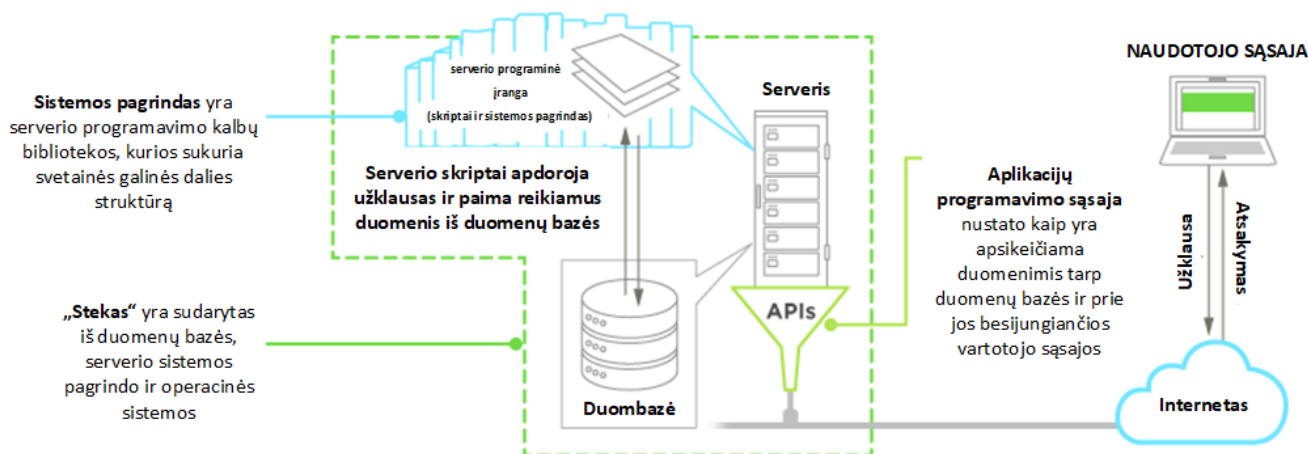 Sistemos pagrindas yra
serverio programavimo kalbų
bibliotekos, kurios sukuria
svetainės galinės dalies
struktūrą
„Stekas“ yra sudarytas
iš duomenų bazės,
serverio sistemos
pagrindo ir operacinės
sistemos
serverio programinė
įranga
(skriptai ir sistemos pagrindas)
Serverio skriptai apdoroja
užklausas ir paima reikiamus
duomenis iš duomenų bazės
Duombazė
Serveris
APIs
Aplikacijų
programavimo sąsaja
nustato kaip yra
apsikeičiama
duomenimis tarp
duomenų bazės ir prie
jos besijungiančios
vartotojo sąsajos
NAUDOTOJO SĄSAJA
Užklausa
Atsakymas
Internetas